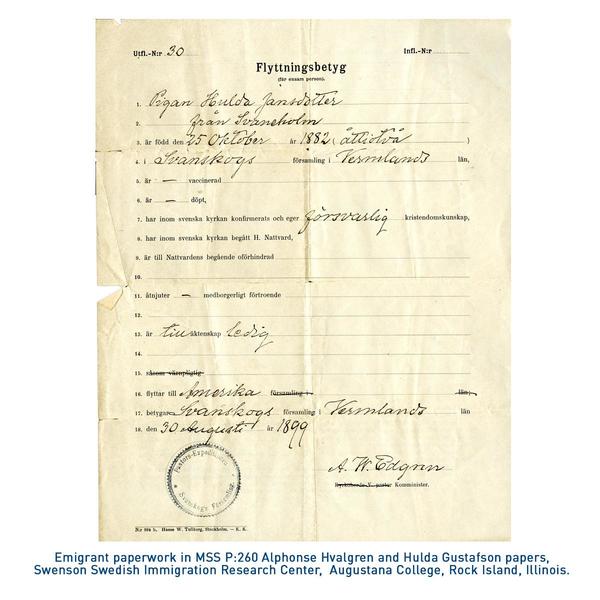 Utfl.-N:r 30 Infl.-N:r
Flyttningsbetyg
(för ensam person).
1. Pigan Hulda Jansdotter
2. från Svaneholm
3. är född den 25 Oktober år 1882 (åttiotvå)
4. i Svanskogs församling i Vermlands län,
5. är — vaccinerad
6. är — döpt,
7. har inom svenska kyrkan konfirmerats och eger försvarlig kristendomskunskap,
8. har inom svenska kyrkan begått H. Nattvard,
9. är till Nattvardens begående oförhindrad
10.
11. åtnjuter — medborgerligt förtroende
12.
13. är till äktenskap ledig
14.
15. såsom värnpligtig
16. flyttar till Amerika församling i län;
17. betygar Svanskogs församling i Vermlands län
18. den 30 Augusti år 1899
A. W. Edgren
Kyrkoherde V. pastor Komminister.
Pastors-Expeditionen
Svanskogs Församling
N:r 204 b, Hasse W. Tullberg, Stockholm. — K. K.
Emigrant paperwork in MSS P:260 Alphonse Hvalgren and Hulda Gustafson papers,
Swenson Swedish Immigration Research Center, Augustana College, Rock Island, Illinois.